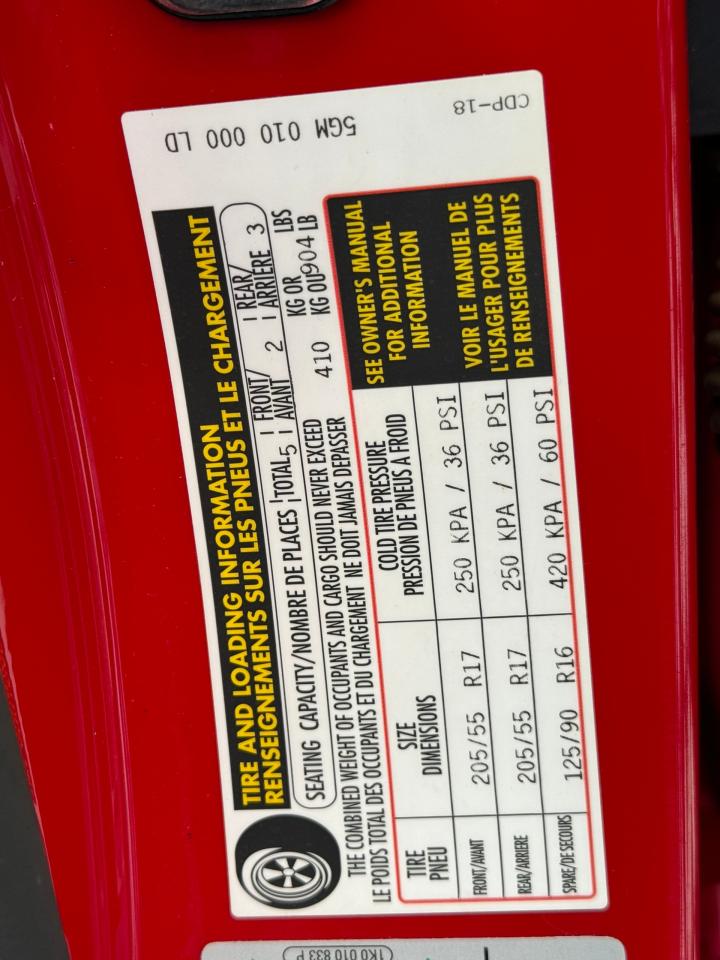 5GM 010 000 LD
CDP-18
TIRE AND LOADING INFORMATION
RENSEIGNEMENTS SUR LES PNEUS ET LE CHARGEMENT
SEATING CAPACITY/NOMBRE DE PLACES TOTAL 5 FRONT/AVANT 2 REAR/ARRIÈRE 3
THE COMBINED WEIGHT OF OCCUPANTS AND CARGO SHOULD NEVER EXCEED 410 KG OR 904 LBS
LE POIDS TOTAL DES OCCUPANTS ET DU CHARGEMENT NE DOIT JAMAIS DEPASSER KG OU LB
TIRE SIZE COLD TIRE PRESSURE
PNEU DIMENSIONS PRESSION DE PNEUS A FROID
FRONT/AVANT 205/55 R17 250 KPA / 36 PSI
REAR/ARRIERE 205/55 R17 250 KPA / 36 PSI
SPARE/DE SECOURS 125/90 R16 420 KPA / 60 PSI
SEE OWNER'S MANUAL
FOR ADDITIONAL
INFORMATION
VOIR LE MANUEL DE
L'USAGER POUR PLUS
DE RENSEIGNEMENTS
1K0 010 833 P